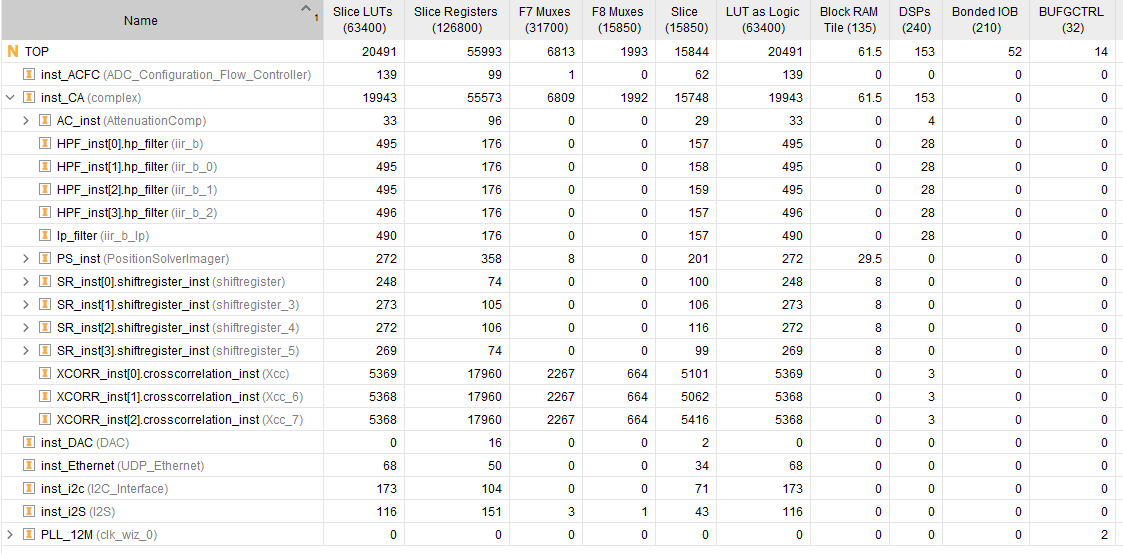 Name 1 Slice LUTs (63400) Slice Registers (126800) F7 Muxes (31700) F8 Muxes (15850) Slice (15850) LUT as Logic (63400) Block RAM Tile (135) DSPs (240) Bonded IOB (210) BUFGCTRL (32)
N TOP 20491 55993 6813 1993 15844 20491 61.5 153 52 14
I inst_ACFC (ADC_Configuration_Flow_Controller) 139 99 1 0 62 139 0 0 0 0
I inst_CA (complex) 19943 55573 6809 1992 15748 19943 61.5 153 0 0
I AC_inst (AttenuationComp) 33 96 0 0 29 33 0 4 0 0
I HPF_inst[0].hp_filter (iir_b) 495 176 0 0 157 495 0 28 0 0
I HPF_inst[1].hp_filter (iir_b_0) 495 176 0 0 158 495 0 28 0 0
I HPF_inst[2].hp_filter (iir_b_1) 495 176 0 0 159 495 0 28 0 0
I HPF_inst[3].hp_filter (iir_b_2) 496 176 0 0 157 496 0 28 0 0
I lp_filter (iir_b_lp) 490 176 0 0 157 490 0 28 0 0
I PS_inst (PositionSolverImager) 272 358 8 0 201 272 29.5 0 0 0
I SR_inst[0].shiftregister_inst (shiftregister) 248 74 0 0 100 248 8 0 0 0
I SR_inst[1].shiftregister_inst (shiftregister_3) 273 105 0 0 106 273 8 0 0 0
I SR_inst[2].shiftregister_inst (shiftregister_4) 272 106 0 0 116 272 8 0 0 0
I SR_inst[3].shiftregister_inst (shiftregister_5) 269 74 0 0 99 269 8 0 0 0
I XCORR_inst[0].crosscorrelation_inst (Xcc) 5369 17960 2267 664 5101 5369 0 3 0 0
I XCORR_inst[1].crosscorrelation_inst (Xcc_6) 5368 17960 2267 664 5062 5368 0 3 0 0
I XCORR_inst[2].crosscorrelation_inst (Xcc_7) 5368 17960 2267 664 5416 5368 0 3 0 0
I inst_DAC (DAC) 0 16 0 0 2 0 0 0 0 0
I inst_Ethernet (UDP_Ethernet) 68 50 0 0 34 68 0 0 0 0
I inst_i2c (I2C_Interface) 173 104 0 0 71 173 0 0 0 0
I inst_i2S (I2S) 116 151 3 1 43 116 0 0 0 0
I PLL_12M (clk_wiz_0) 0 0 0 0 0 0 0 0 0 2